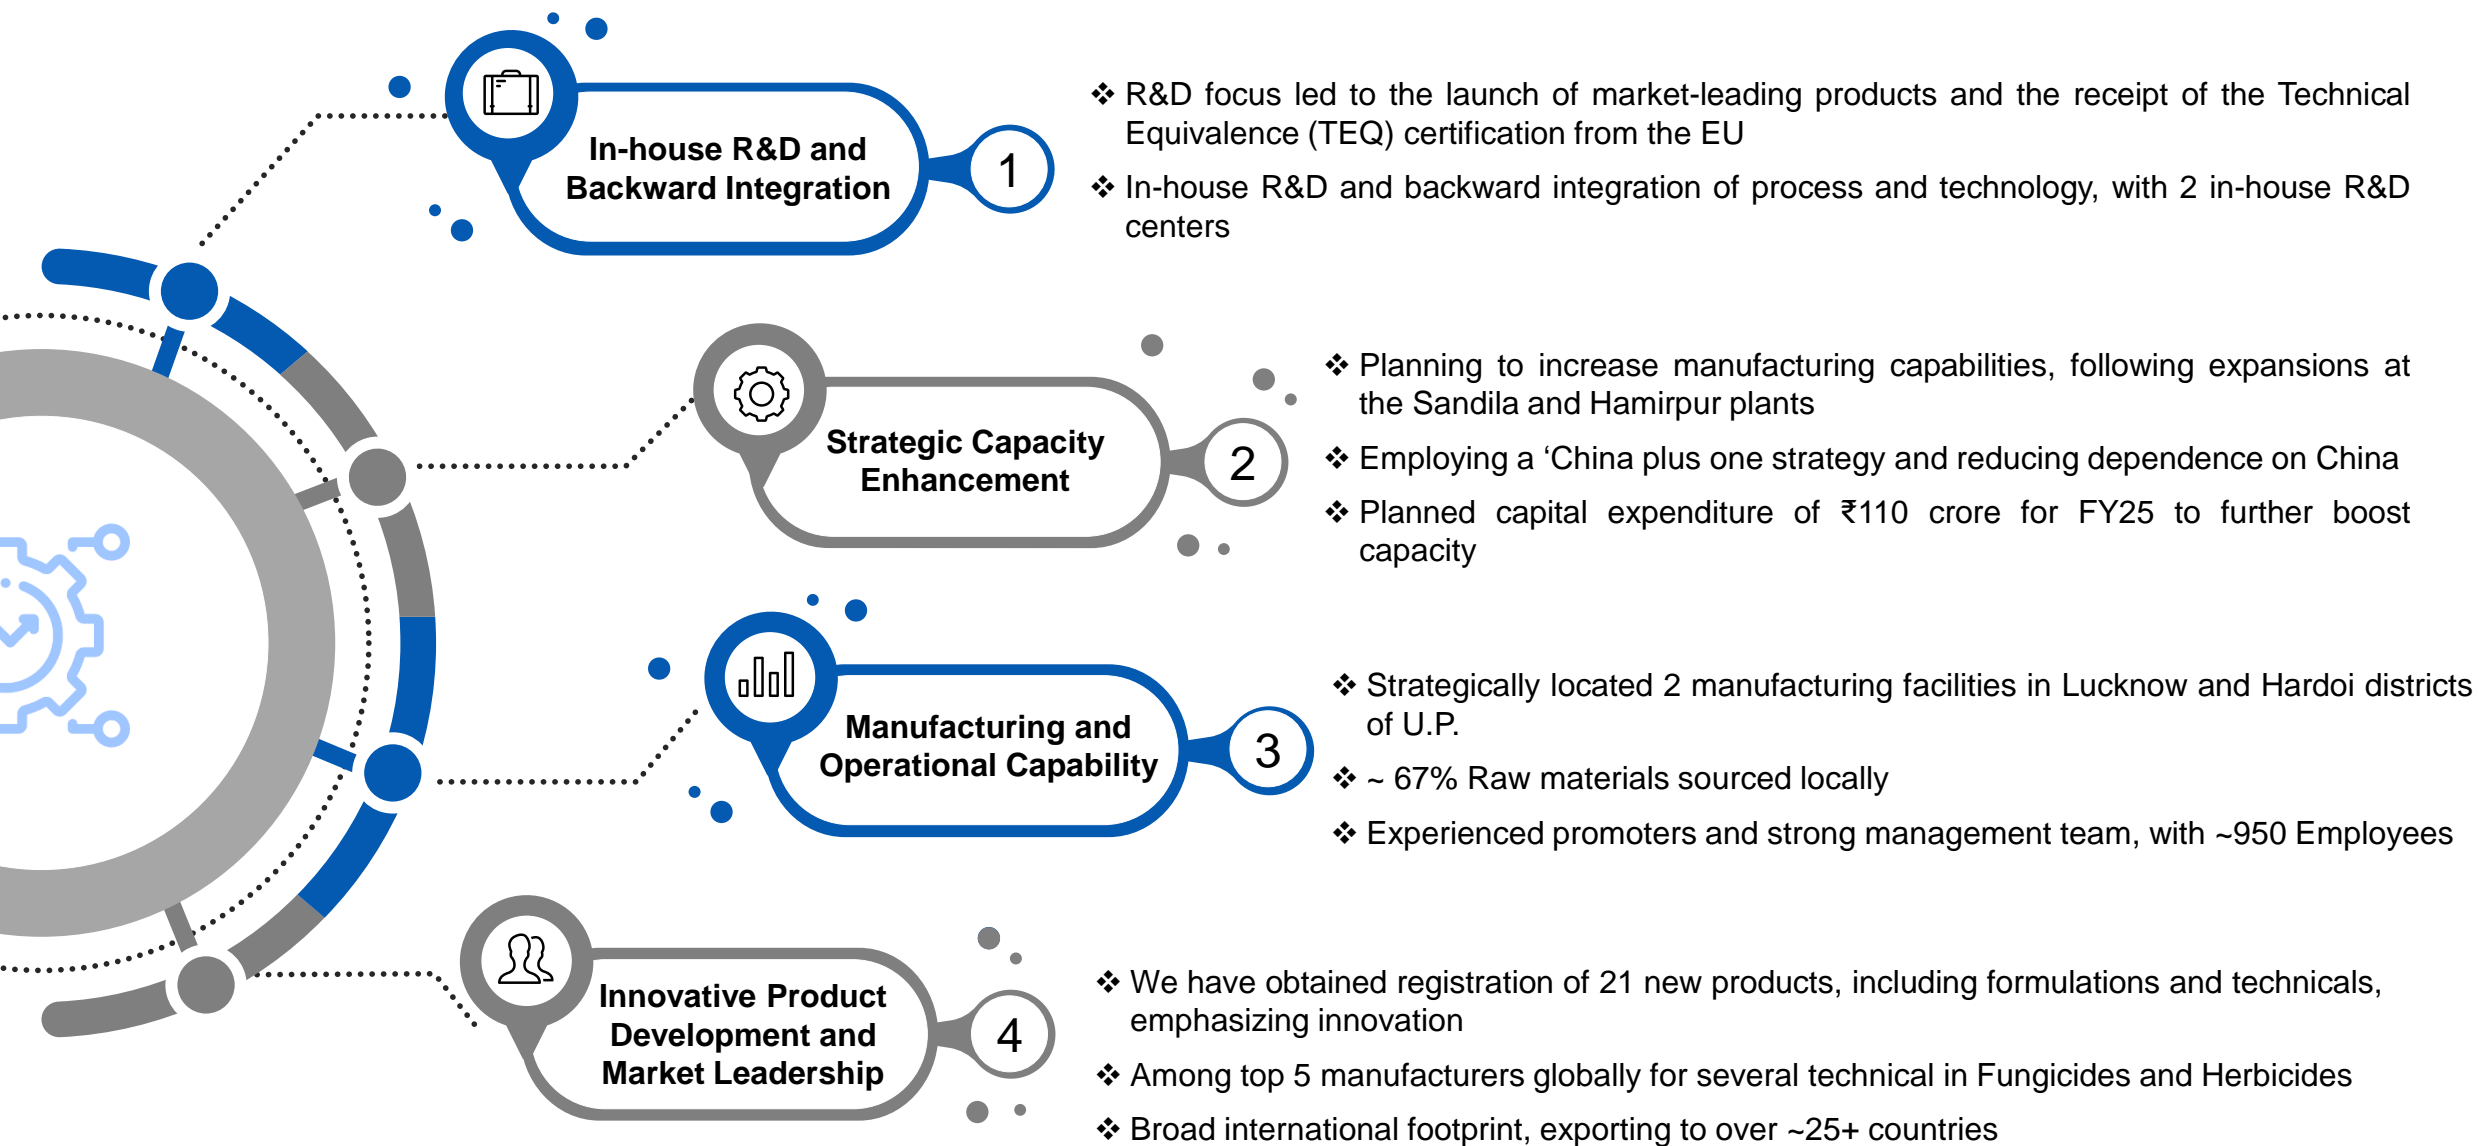 In-house R&D and
Backward Integration
1
❖ R&D focus led to the launch of market-leading products and the receipt of the Technical
Equivalence (TEQ) certification from the EU
❖ In-house R&D and backward integration of process and technology, with 2 in-house R&D
centers
Strategic Capacity
Enhancement
2
❖ Planning to increase manufacturing capabilities, following expansions at
the Sandila and Hamirpur plants
❖ Employing a ‘China plus one strategy and reducing dependence on China
❖ Planned capital expenditure of ₹110 crore for FY25 to further boost
capacity
Manufacturing and
Operational Capability
3
❖ Strategically located 2 manufacturing facilities in Lucknow and Hardoi districts
of U.P.
❖ ~ 67% Raw materials sourced locally
❖ Experienced promoters and strong management team, with ~950 Employees
Innovative Product
Development and
Market Leadership
4
❖ We have obtained registration of 21 new products, including formulations and technicals,
emphasizing innovation
❖ Among top 5 manufacturers globally for several technical in Fungicides and Herbicides
❖ Broad international footprint, exporting to over ~25+ countries